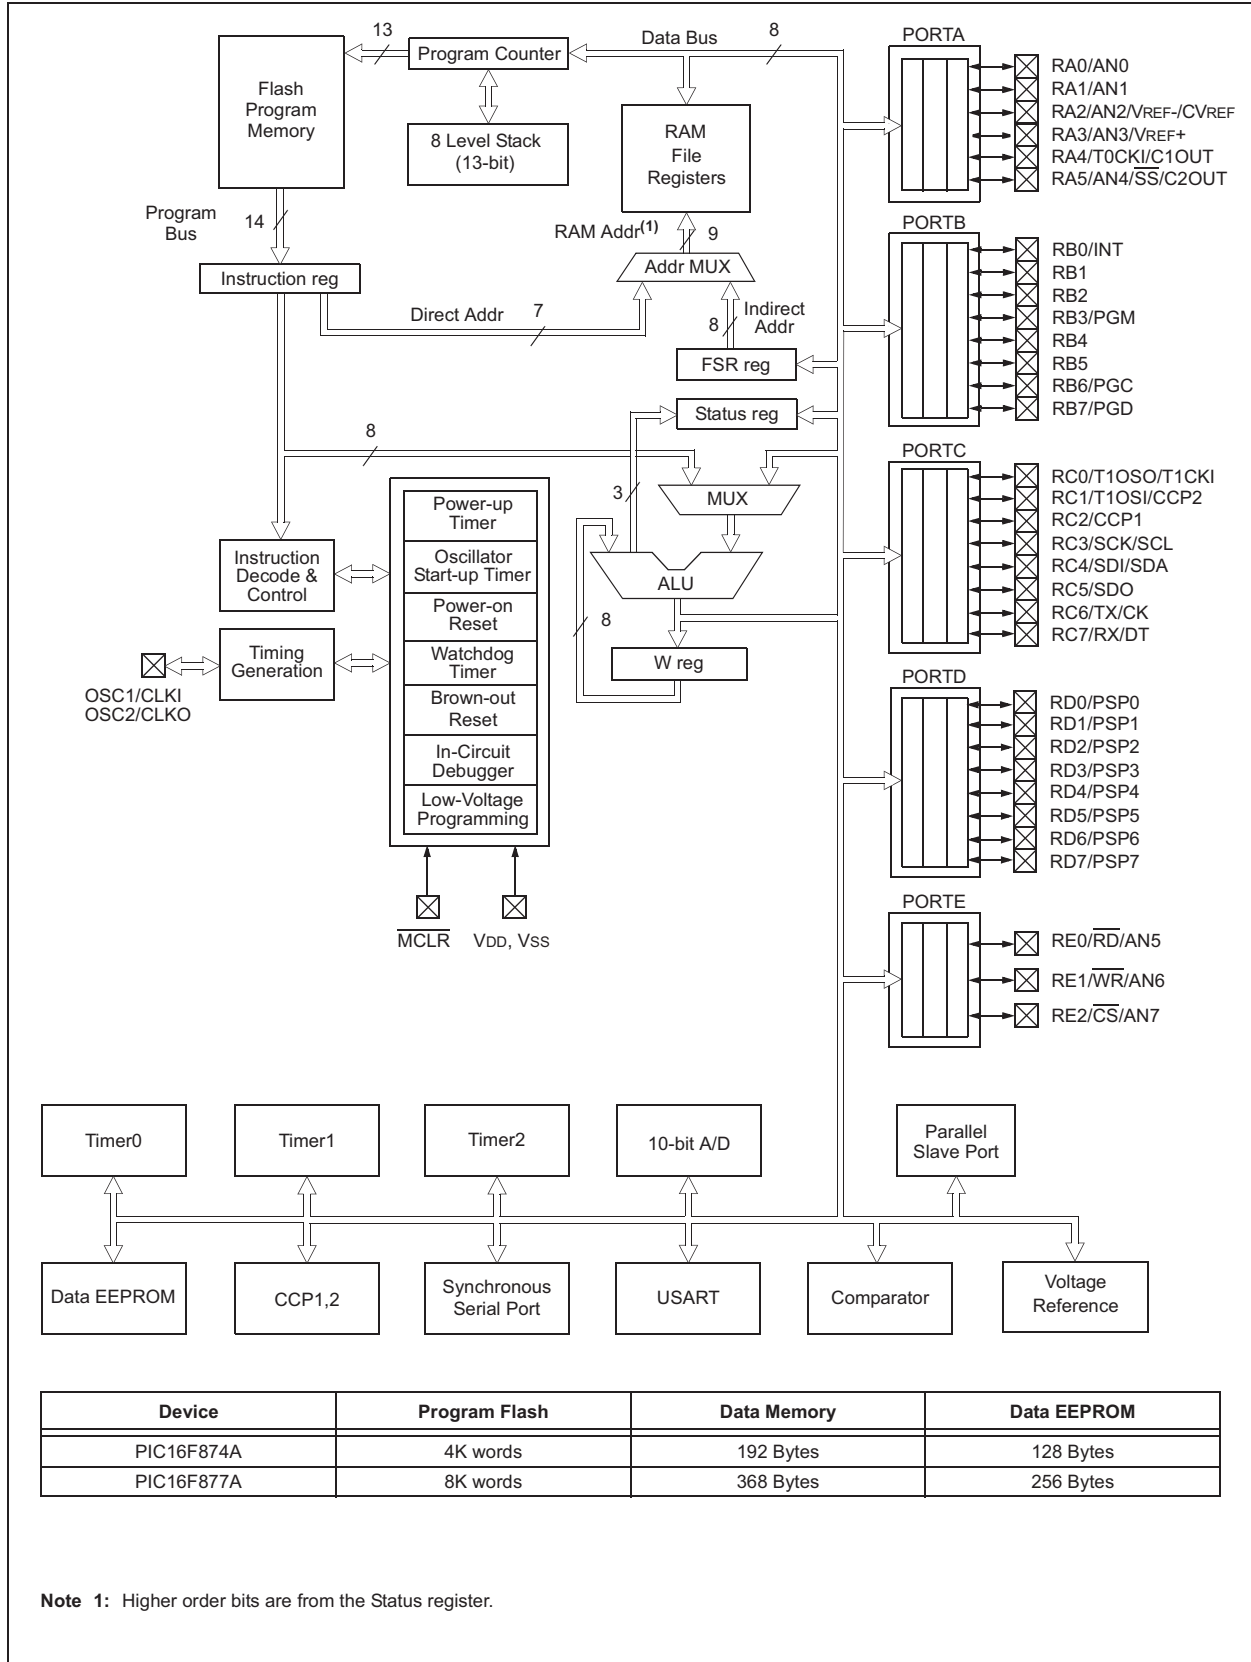 13
Program Counter
Data Bus
8
PORTA
Flash
Program
Memory
8 Level Stack
(13-bit)
RAM
File
Registers
RA0/AN0
RA1/AN1
RA2/AN2/VREF-/CVREF
RA3/AN3/VREF+
RA4/T0CKI/C1OUT
RA5/AN4/SS/C2OUT
Program
Bus
14
RAM Addr(1)
9
PORTB
Instruction reg
Addr MUX
RB0/INT
RB1
RB2
RB3/PGM
RB4
RB5
RB6/PGC
RB7/PGD
Direct Addr
7
8
Indirect
Addr
FSR reg
Status reg
8
3
MUX
PORTC
RC0/T1OSO/T1CKI
RC1/T1OSI/CCP2
RC2/CCP1
RC3/SCK/SCL
RC4/SDI/SDA
RC5/SDO
RC6/TX/CK
RC7/RX/DT
Power-up
Timer
Oscillator
Start-up Timer
Power-on
Reset
Watchdog
Timer
Brown-out
Reset
In-Circuit
Debugger
Low-Voltage
Programming
Instruction
Decode &
Control
Timing
Generation
OSC1/CLKI
OSC2/CLKO
ALU
8
W reg
PORTD
RD0/PSP0
RD1/PSP1
RD2/PSP2
RD3/PSP3
RD4/PSP4
RD5/PSP5
RD6/PSP6
RD7/PSP7
MCLR
VDD, VSS
PORTE
RE0/RD/AN5
RE1/WR/AN6
RE2/CS/AN7
Timer0
Timer1
Timer2
10-bit A/D
Parallel
Slave Port
Data EEPROM
CCP1,2
Synchronous
Serial Port
USART
Comparator
Voltage
Reference
Device Program Flash Data Memory Data EEPROM
PIC16F874A 4K words 192 Bytes 128 Bytes
PIC16F877A 8K words 368 Bytes 256 Bytes
Note 1: Higher order bits are from the Status register.